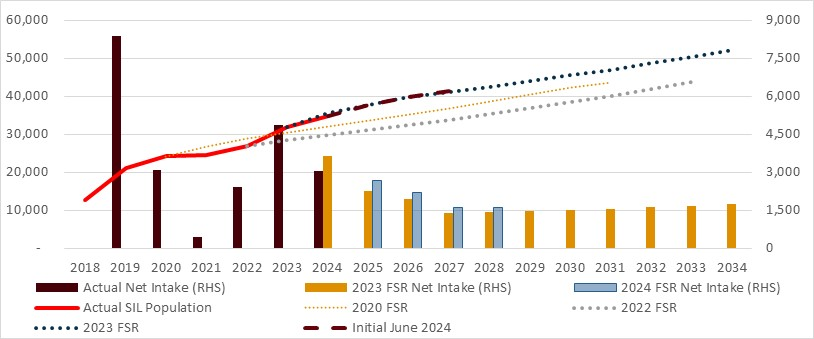 60,000 9,000
50,000 7,500
40,000 6,000
30,000 4,500
20,000 3,000
10,000 1,500
- 0
2018 2019 2020 2021 2022 2023 2024 2025 2026 2027 2028 2029 2030 2031 2032 2033 2034
Actual Net Intake (RHS) 2023 FSR Net Intake (RHS) 2024 FSR Net Intake (RHS)
Actual SIL Population 2020 FSR 2022 FSR
2023 FSR Initial June 2024